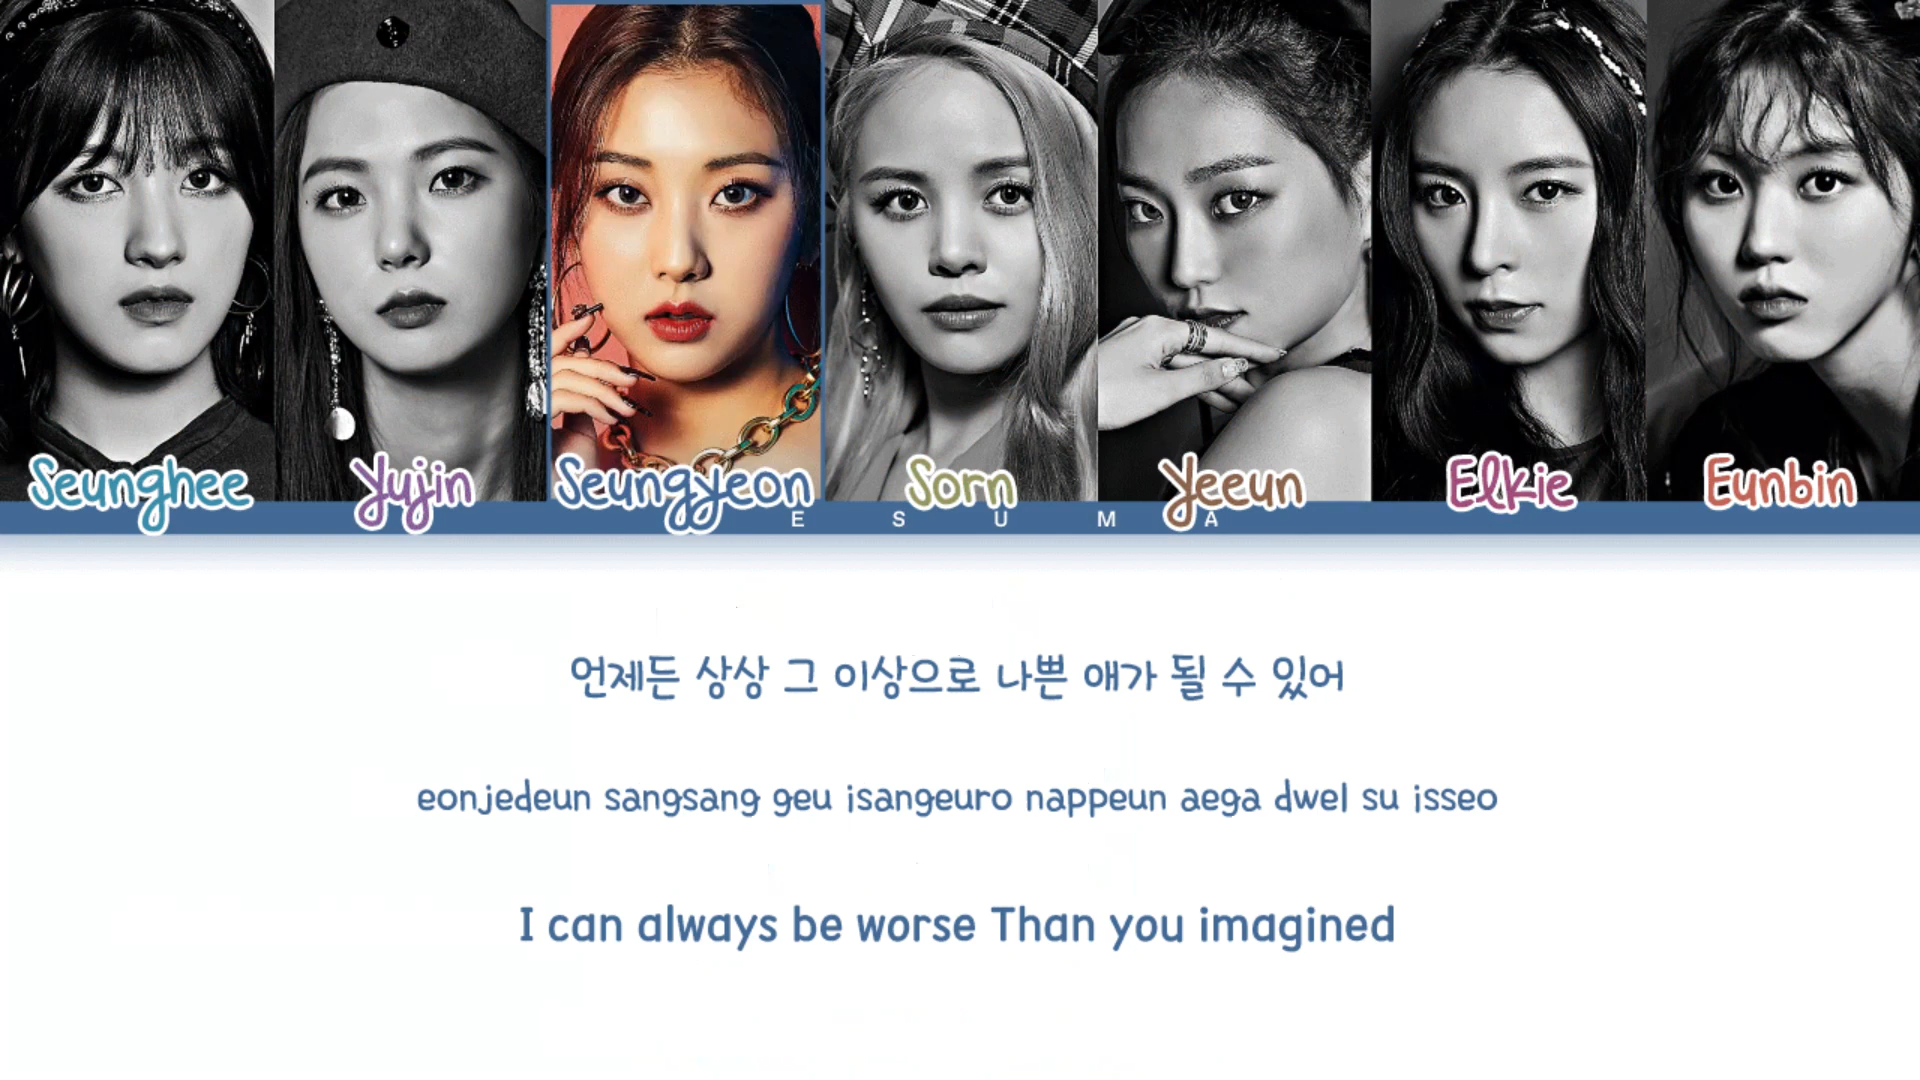 Seunghee Yujin Seungyeon Sorn Yeeun Elkie Eunbin
E S U M A
언제든 상상 그 이상으로 나쁜 애가 될 수 있어
eonjedeun sangsang geu isangeuro nappeun aega dwel su isseo
I can always be worse Than you imagined